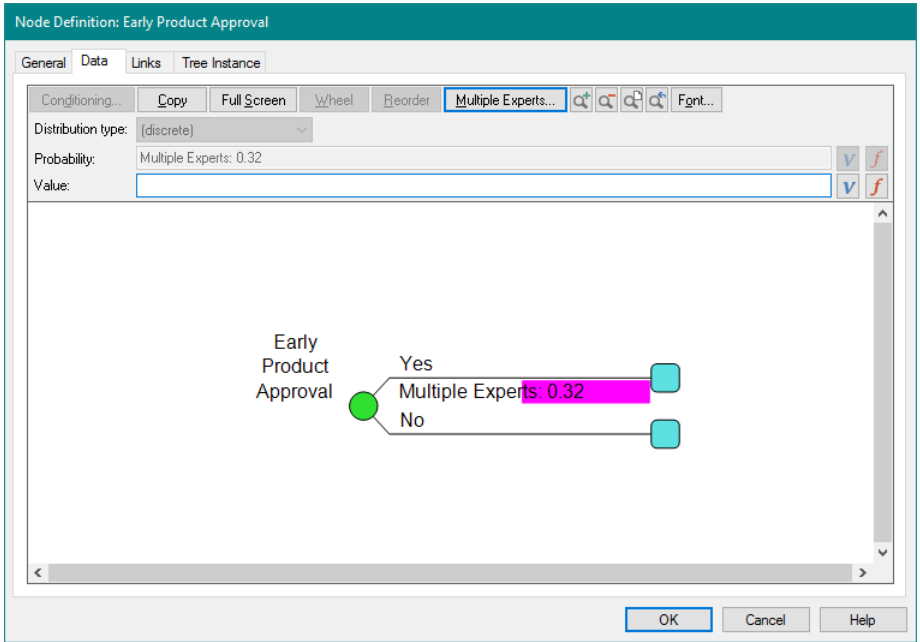 Node Definition: Early Product Approval
General Data Links Tree Instance
Conditioning... Copy Full Screen Wheel Reorder Multiple Experts... Font...
Distribution type: (discrete)
Probability: Multiple Experts: 0.32 V f
Value: V f
Early
Product
Approval
Yes
Multiple Experts: 0.32
No
OK Cancel Help